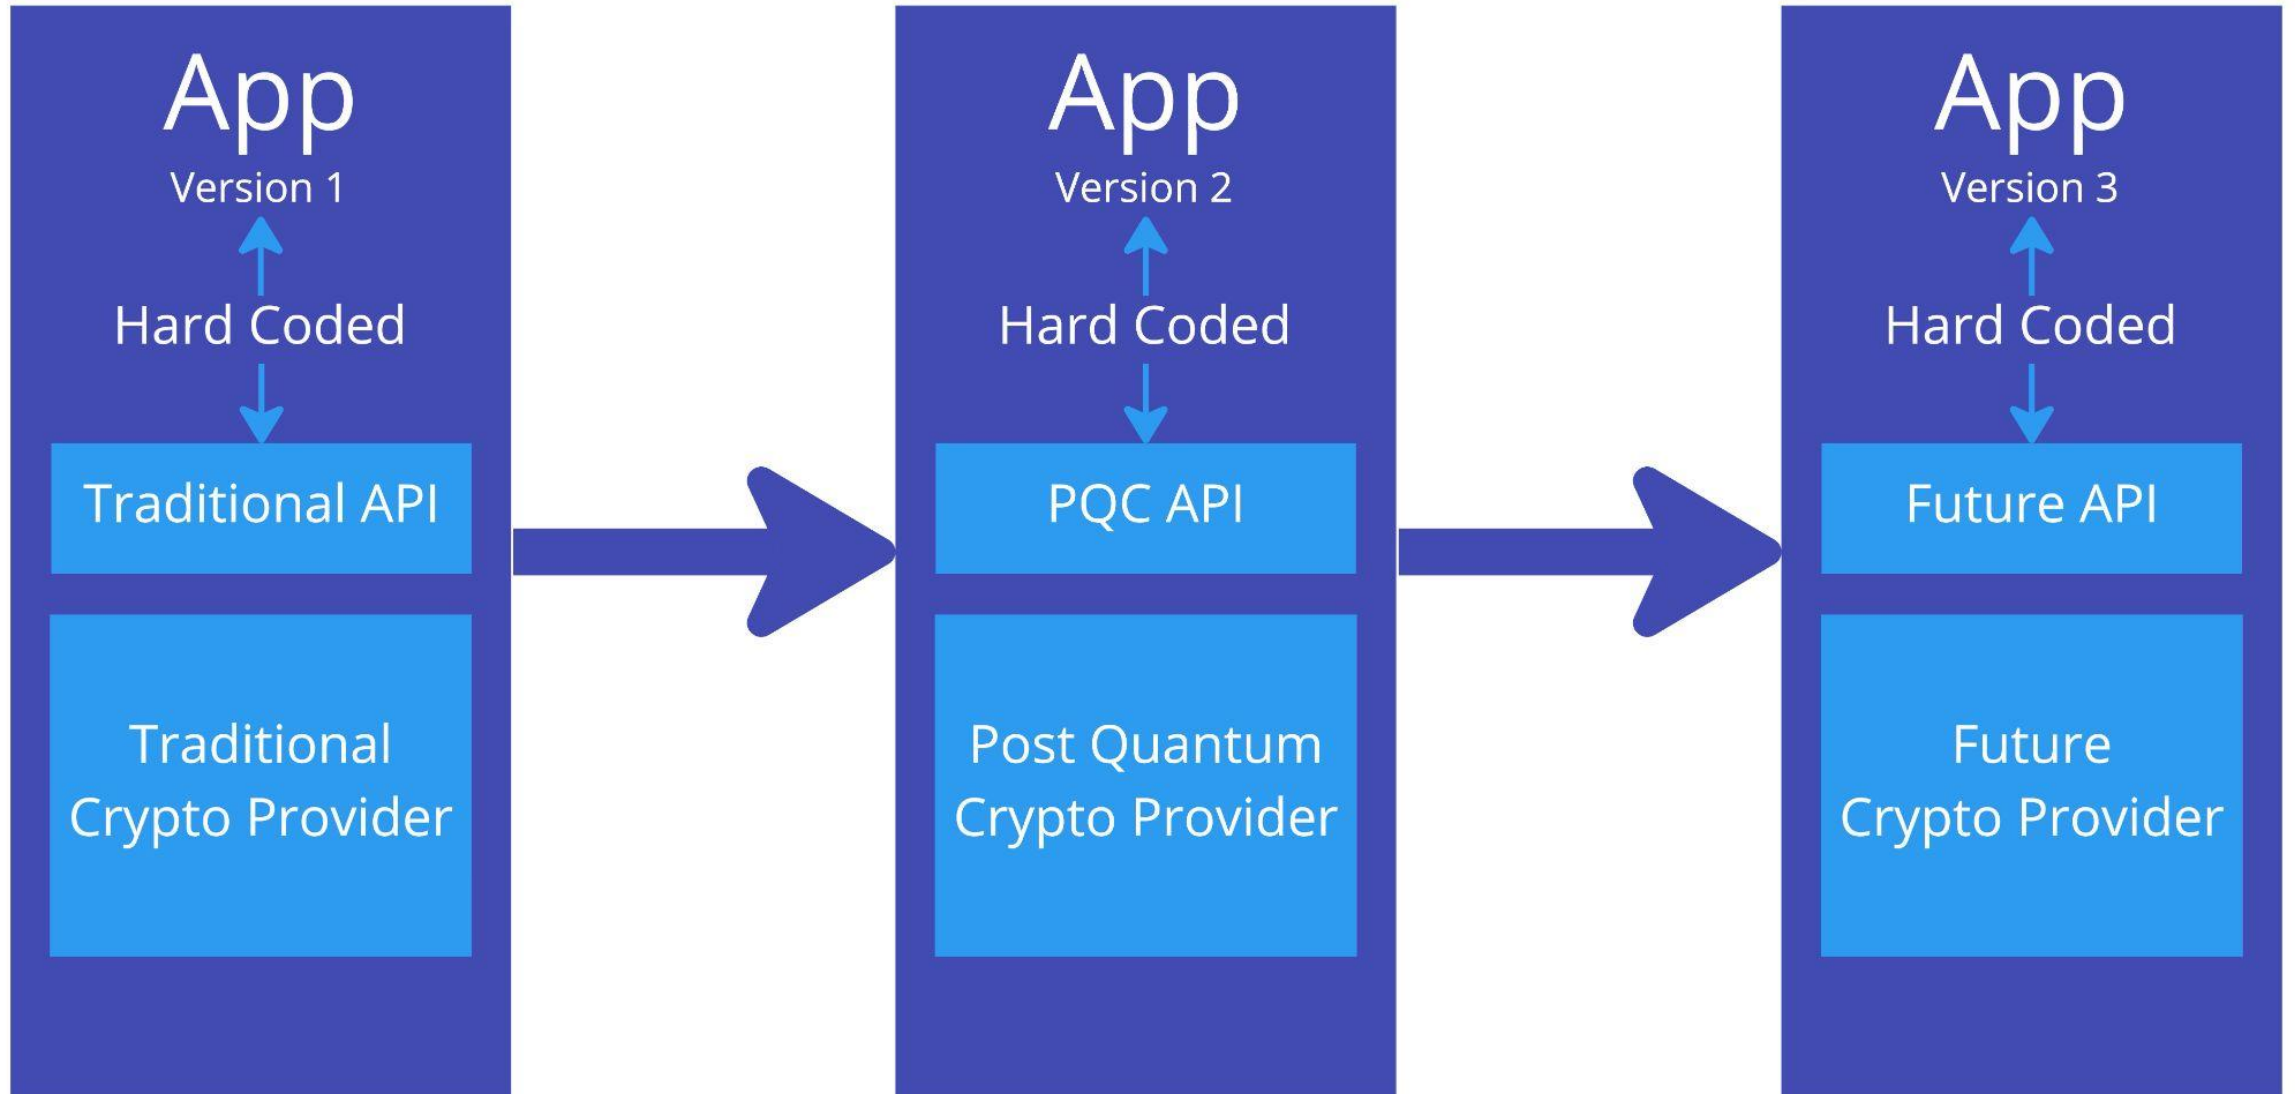 App
Version 1
Hard Coded
Traditional API
Traditional
Crypto Provider
App
Version 2
Hard Coded
PQC API
Post Quantum
Crypto Provider
App
Version 3
Hard Coded
Future API
Future
Crypto Provider